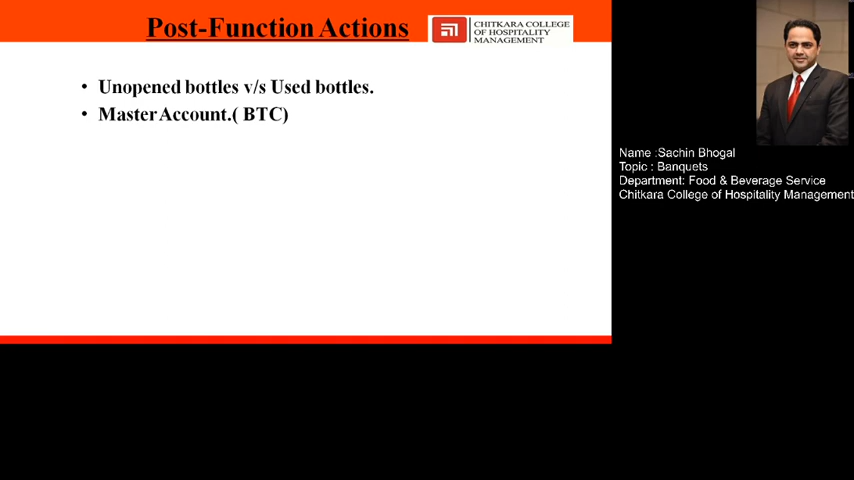 Post-Function Actions
CHITKARA COLLEGE
OF HOSPITALITY
MANAGEMENT
• Unopened bottles v/s Used bottles.
• Master Account.( BTC)
Name :Sachin Bhogal
Topic : Banquets
Department: Food & Beverage Service
Chitkara College of Hospitality Management